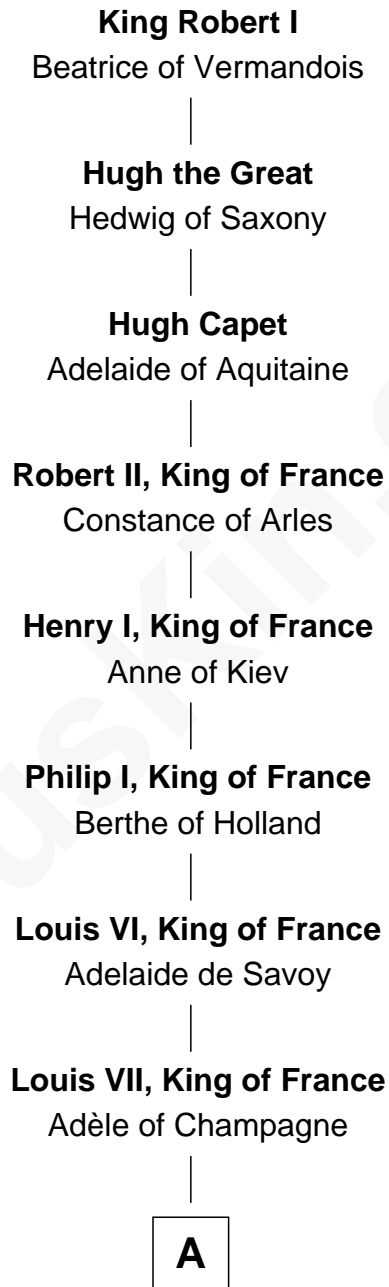 King Robert I
Beatrice of Vermandois
Hugh the Great
Hedwig of Saxony
Hugh Capet
Adelaide of Aquitaine
Robert II, King of France
Constance of Arles
Henry I, King of France
Anne of Kiev
Philip I, King of France
Berthe of Holland
Louis VI, King of France
Adelaide de Savoy
Louis VII, King of France
Adèle of Champagne
A